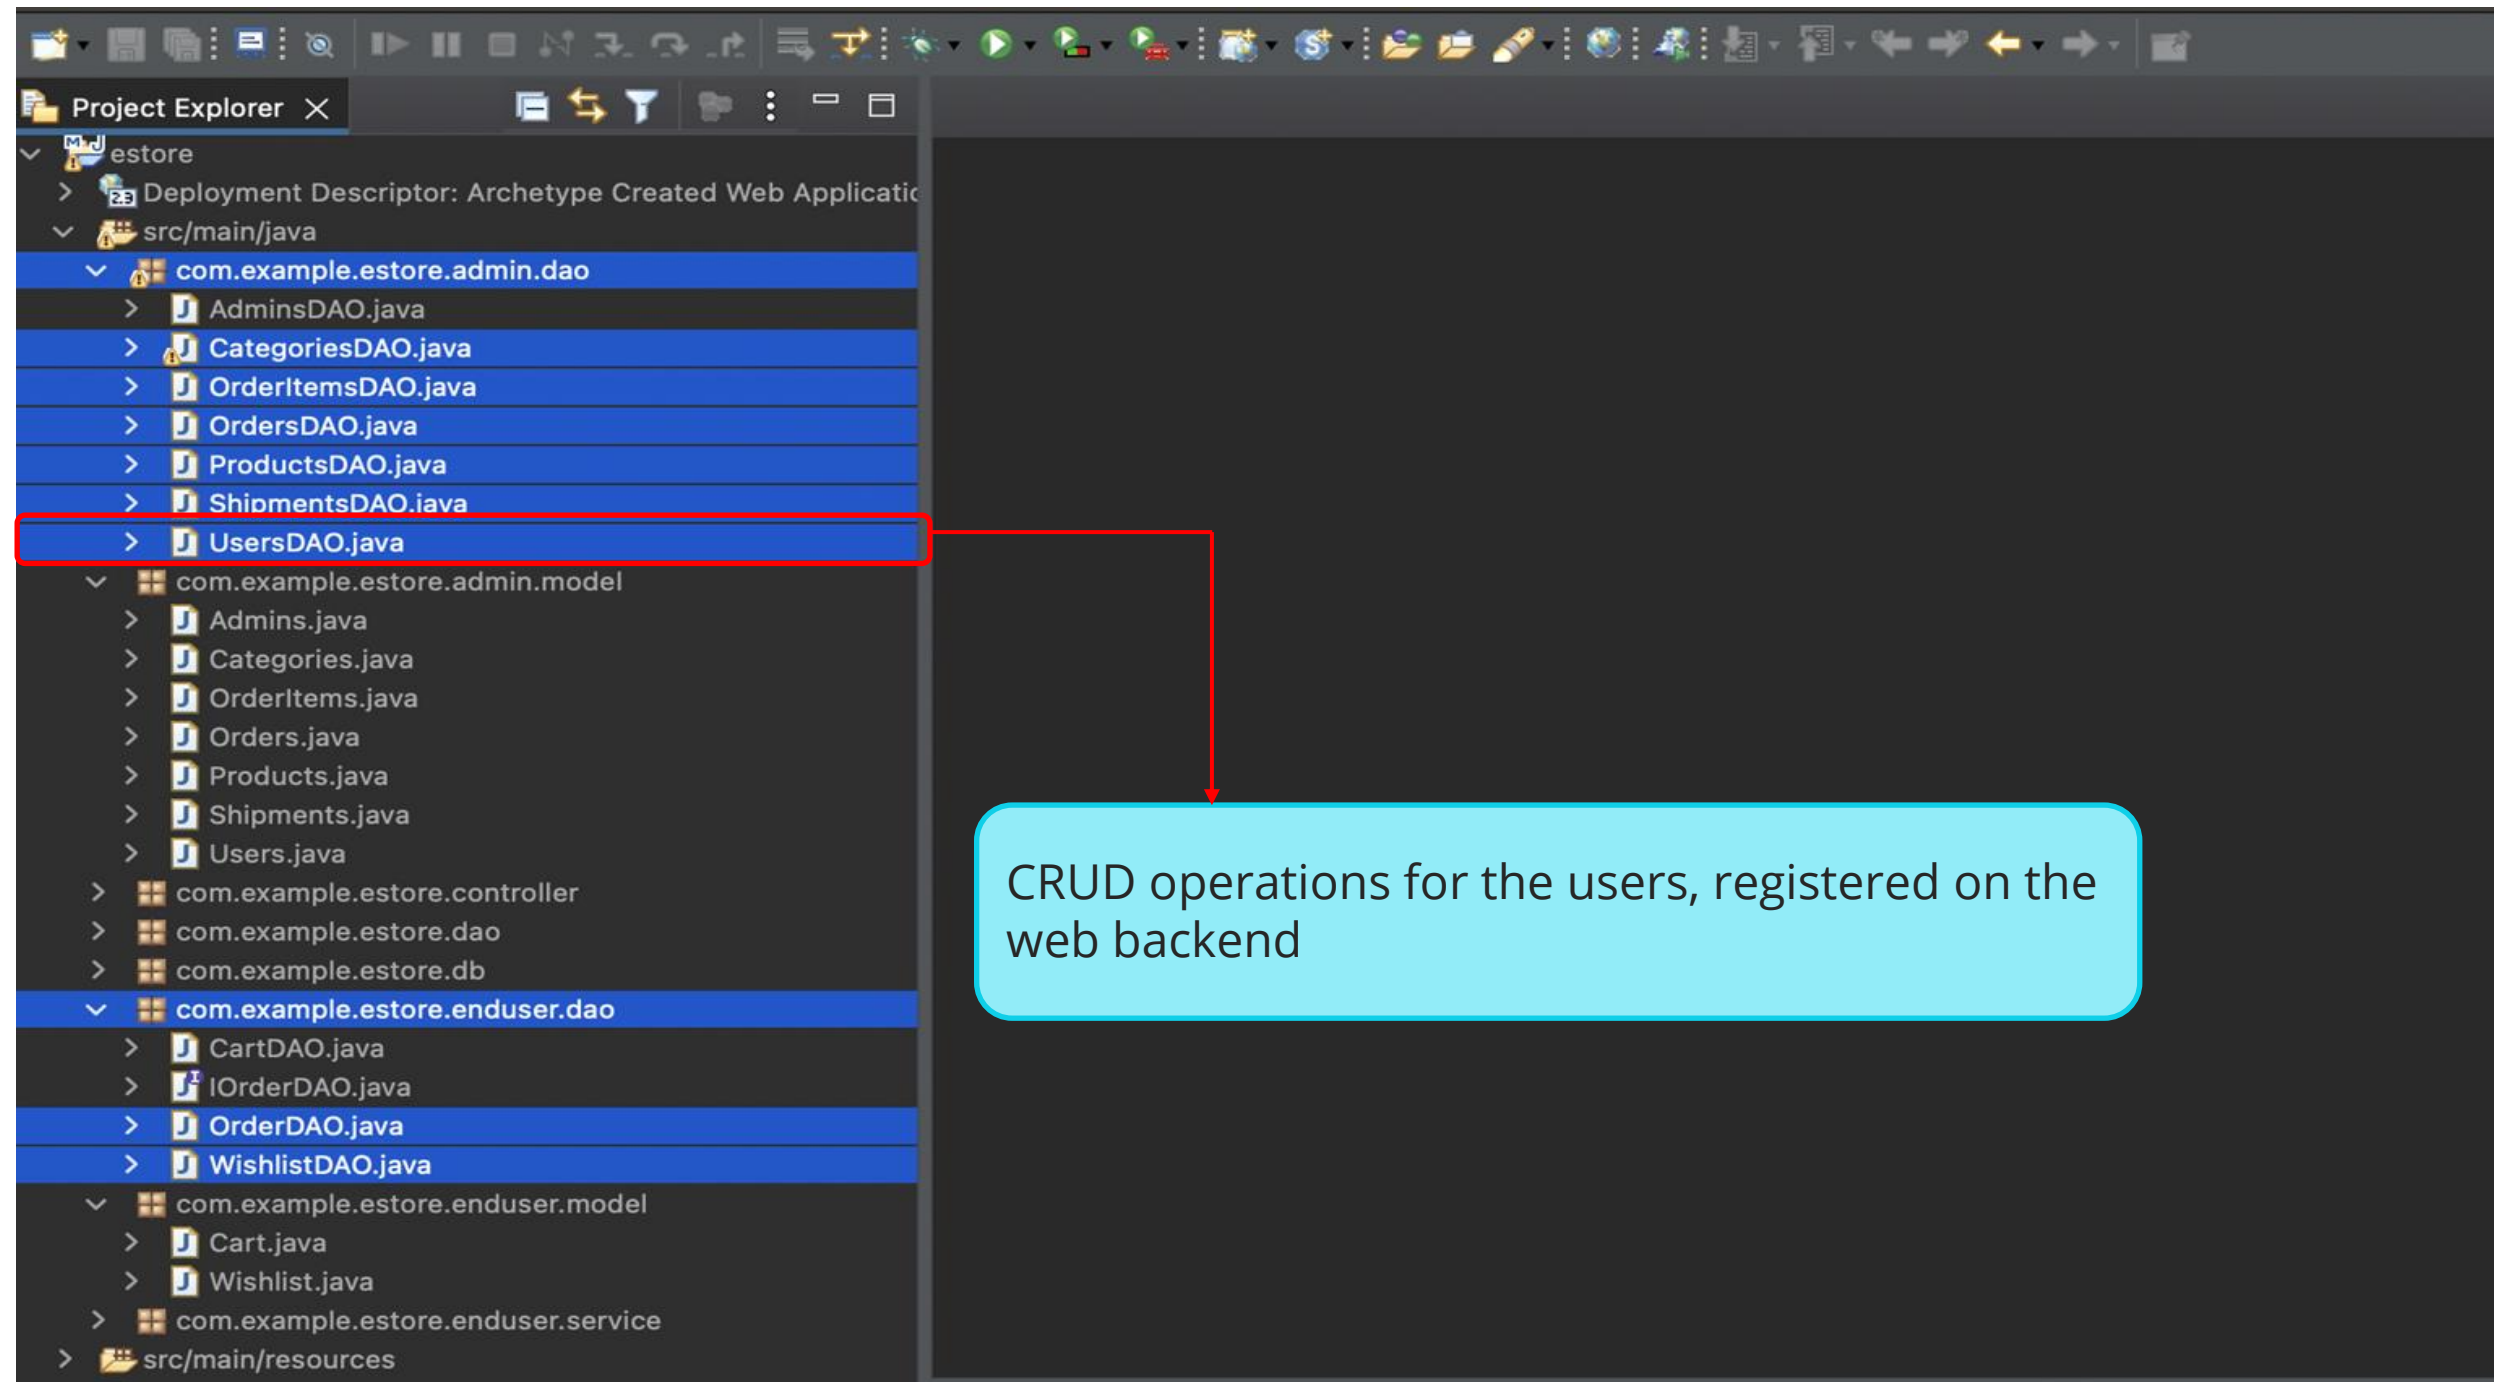 Project Explorer
estore
Deployment Descriptor: Archetype Created Web Applicatic
src/main/java
com.example.estore.admin.dao
AdminsDAO.java
CategoriesDAO.java
OrderItemsDAO.java
OrdersDAO.java
ProductsDAO.java
ShipmentsDAO.java
UsersDAO.java
com.example.estore.admin.model
Admins.java
Categories.java
OrderItems.java
Orders.java
Products.java
Shipments.java
Users.java
com.example.estore.controller
com.example.estore.dao
com.example.estore.db
com.example.estore.enduser.dao
CartDAO.java
IOrderDAO.java
OrderDAO.java
WishlistDAO.java
com.example.estore.enduser.model
Cart.java
Wishlist.java
com.example.estore.enduser.service
src/main/resources
CRUD operations for the users, registered on the
web backend